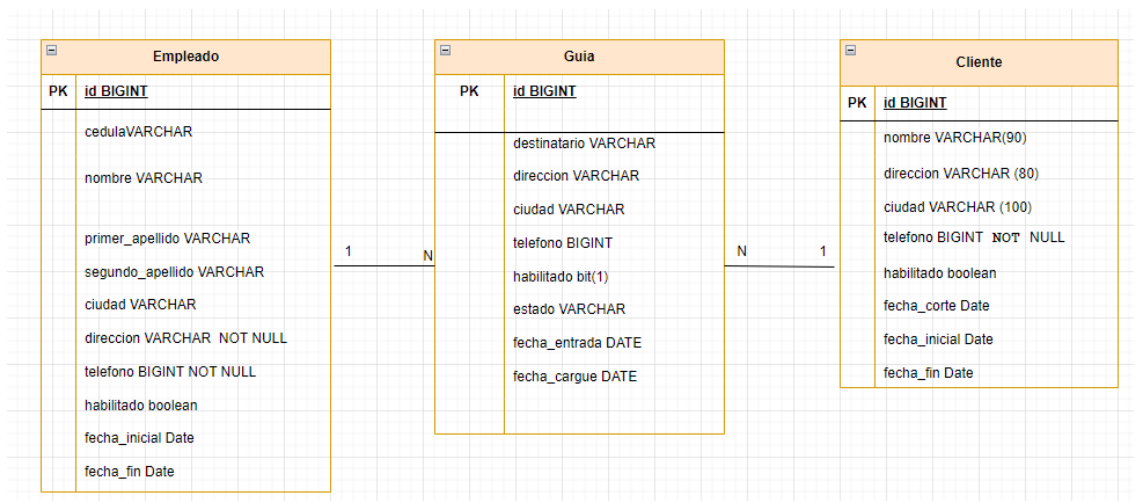 Empleado
PK id BIGINT
cedulaVARCHAR
nombre VARCHAR
primer_apellido VARCHAR
segundo_apellido VARCHAR
ciudad VARCHAR
direccion VARCHAR NOT NULL
telefono BIGINT NOT NULL
habilitado boolean
fecha_inicial Date
fecha_fin Date
1 N
Guia
PK id BIGINT
destinatario VARCHAR
direccion VARCHAR
ciudad VARCHAR
telefono BIGINT
habilitado bit(1)
estado VARCHAR
fecha_entrada DATE
fecha_cargue DATE
N 1
Cliente
PK id BIGINT
nombre VARCHAR(90)
direccion VARCHAR (80)
ciudad VARCHAR (100)
telefono BIGINT NOT NULL
habilitado boolean
fecha_corte Date
fecha_inicial Date
fecha_fin Date